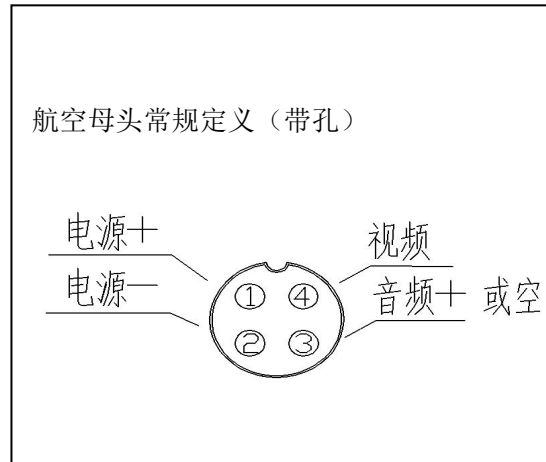 航空母头常规定义（带孔）
电源+
视频
电源—
音频+ 或空
① ④
② ③